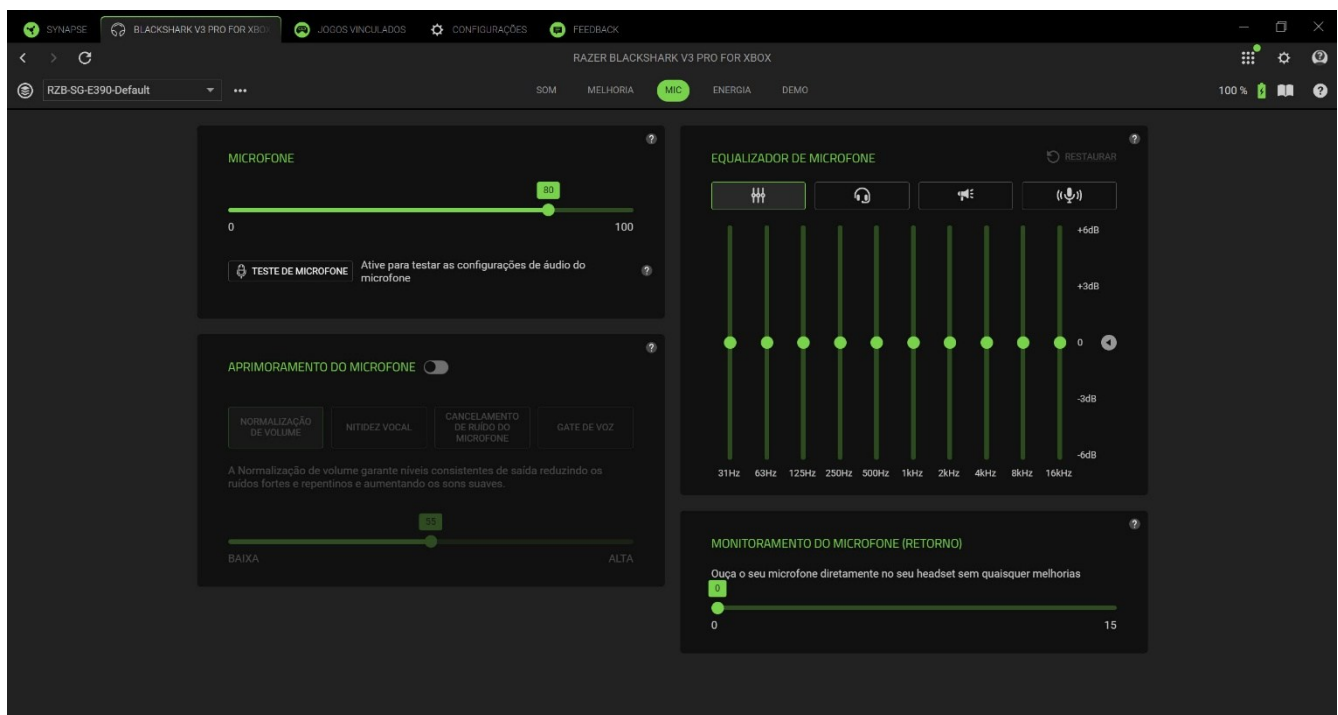 SYNAPSE
BLACKSHARK V3 PRO FOR XBOX
JOGOS VINCULADOS
CONFIGURAÇÕES
FEEDBACK
RAZER BLACKSHARK V3 PRO FOR XBOX
RZB-SG-E390-Default
SOM
MELHORIA
MIC
ENERGIA
DEMO
100 %
MICROFONE
80
0
100
TESTE DE MICROFONE
Ative para testar as configurações de áudio do
microfone
APRIMORAMENTO DO MICROFONE
NORMALIZAÇÃO
DE VOLUME
NITIDEZ VOCAL
CANCELAMENTO
DE RUÍDO DO
MICROFONE
GATE DE VOZ
A Normalização de volume garante níveis consistentes de saída reduzindo os
ruídos fortes e repentinos e aumentando os sons suaves.
BAIXA
ALTA
EQUALIZADOR DE MICROFONE
RESTAURAR
+6dB
+3dB
0
-3dB
-6dB
31Hz 63Hz 125Hz 250Hz 500Hz 1kHz 2kHz 4kHz 8kHz 16kHz
MONITORAMENTO DO MICROFONE (RETORNO)
Ouça o seu microfone diretamente no seu headset sem quaisquer melhorias
0
0
15